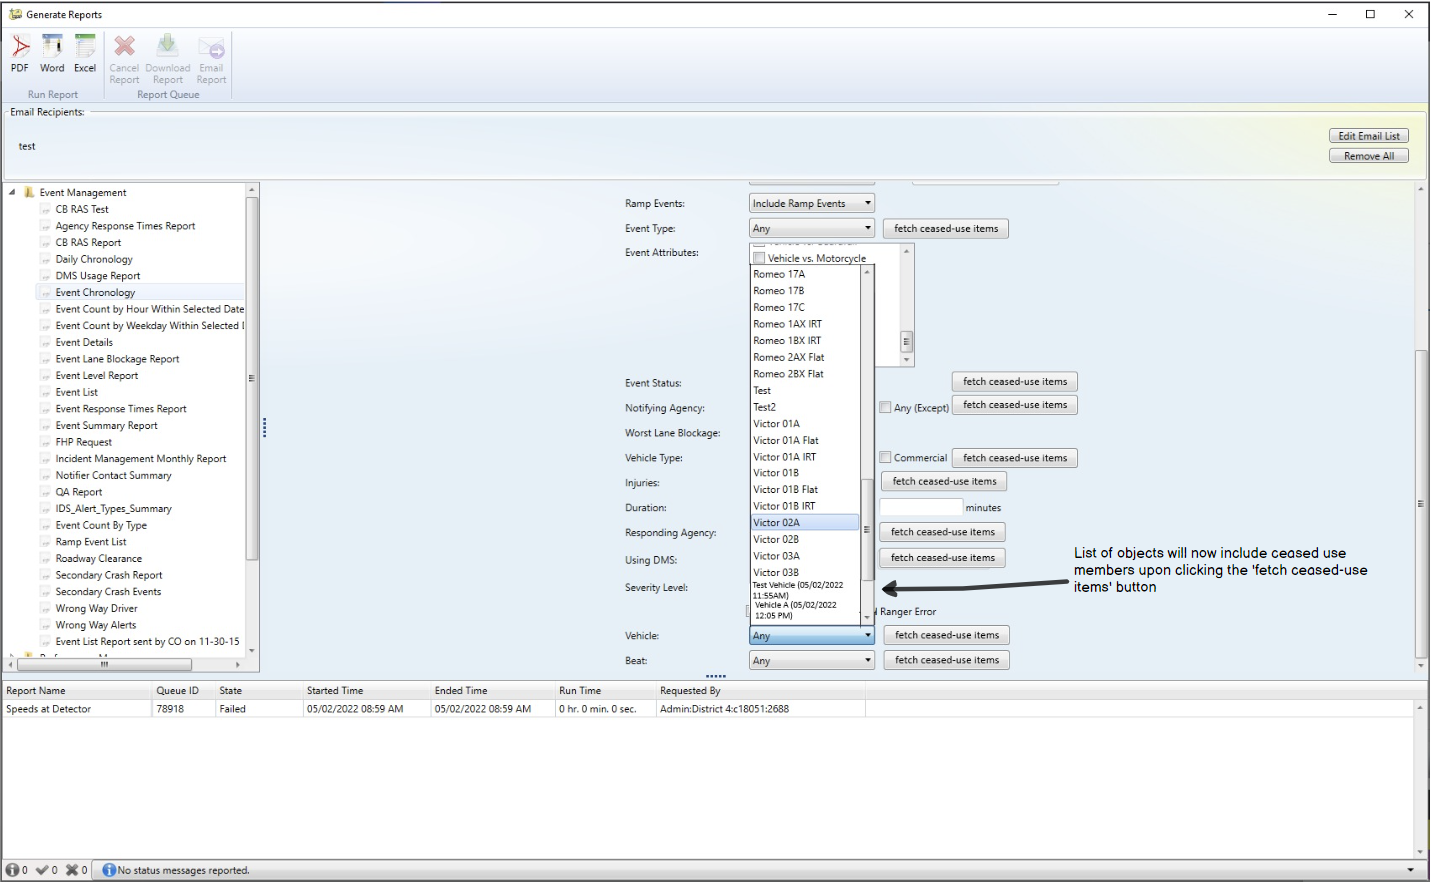 Generate Reports
PDF Word Excel
Cancel Report
Download Report
Email Report
Run Report
Report Queue
Email Recipients:
test
Edit Email List
Remove All
Event Management
CB RAS Test
Agency Response Times Report
CB RAS Report
Daily Chronology
DMS Usage Report
Event Chronology
Event Count by Hour Within Selected Date
Event Count by Weekday Within Selected
Event Details
Event Lane Blockage Report
Event Level Report
Event List
Event Response Times Report
Event Summary Report
FHP Request
Incident Management Monthly Report
Notifier Contact Summary
QA Report
IDS_Alert_Types_Summary
Event Count By Type
Ramp Event List
Roadway Clearance
Secondary Crash Report
Secondary Crash Events
Wrong Way Driver
Wrong Way Alerts
Event List Report sent by CO on 11-30-15
Ramp Events: Include Ramp Events
Event Type: Any fetch ceased-use items
Event Attributes:
Vehicle vs. Motorcycle
Romeo 17A
Romeo 17B
Romeo 17C
Romeo 1AX IRT
Romeo 1BX IRT
Romeo 2AX Flat
Romeo 2BX Flat
Test
Test2
Victor 01A
Victor 01A Flat
Victor 01A IRT
Victor 01B
Victor 01B Flat
Victor 01B IRT
Victor 02A
Victor 02B
Victor 03A
Victor 03B
Test Vehicle (05/02/2022
11:55AM)
Vehicle A (05/02/2022
12:05 PM)
Event Status: fetch ceased-use items
Notifying Agency: Any (Except) fetch ceased-use items
Worst Lane Blockage:
Vehicle Type: Commercial fetch ceased-use items
Injuries: fetch ceased-use items
Duration: minutes
Responding Agency: fetch ceased-use items
Using DMS: fetch ceased-use items
Severity Level:
Ranger Error
Vehicle: Any fetch ceased-use items
Beat: Any fetch ceased-use items
List of objects will now include ceased use
members upon clicking the 'fetch ceased-use
items' button
Report Name Queue ID State Started Time Ended Time Run Time Requested By
Speeds at Detector 78918 Failed 05/02/2022 08:59 AM 05/02/2022 08:59 AM 0 hr. 0 min. 0 sec. Admin:District 4:c18051:2688
0 0 0 No status messages reported.